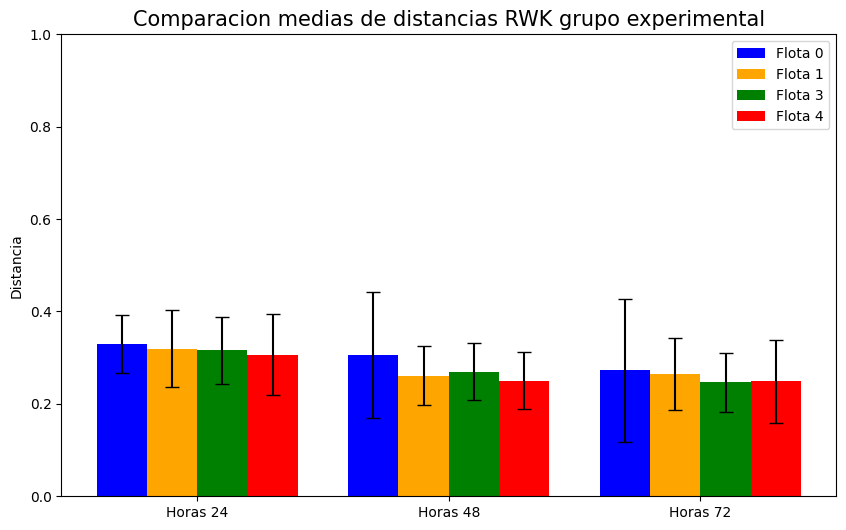 Comparacion medias de distancias RWK grupo experimental
1.0
0.8
0.6
0.4
0.2
0.0
Distancia
Flota 0
Flota 1
Flota 3
Flota 4
Horas 24
Horas 48
Horas 72